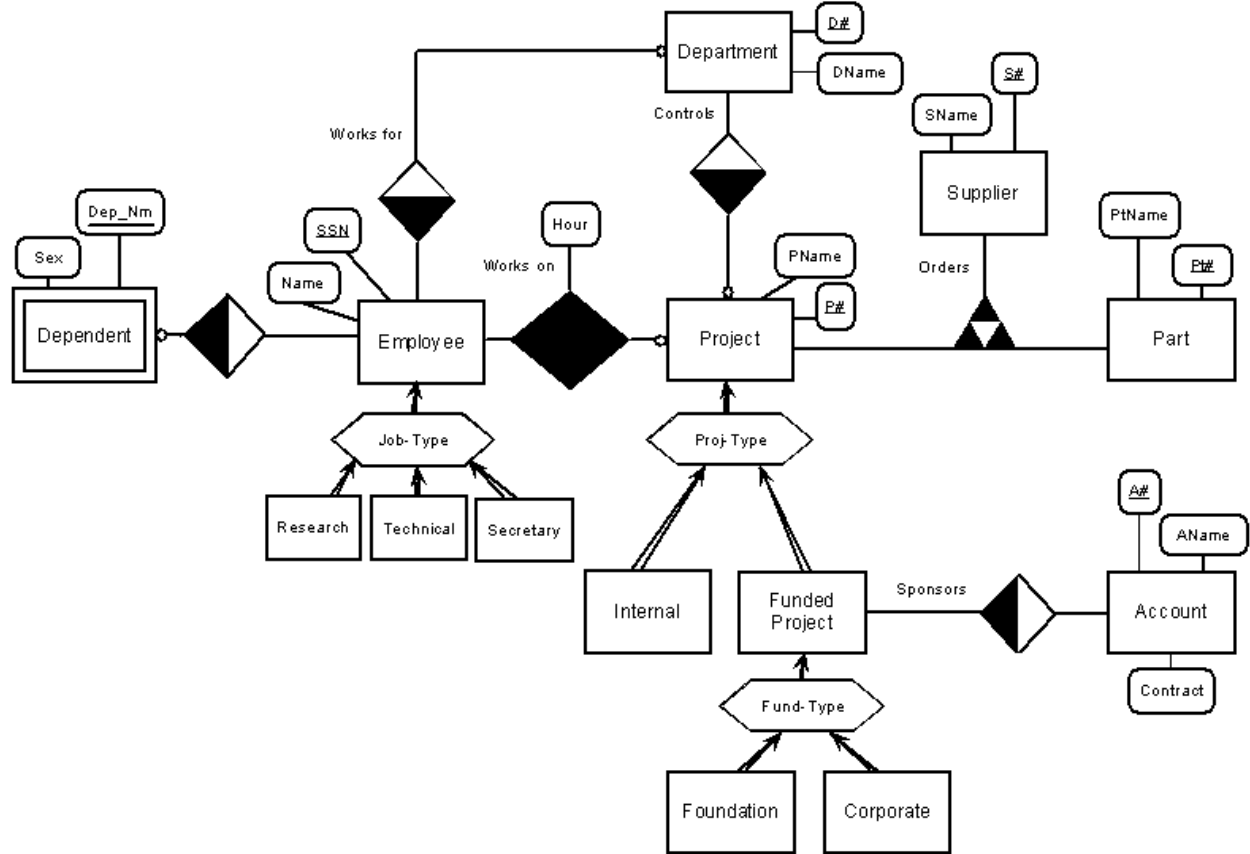 D#
Department
DName
S#
Controls
SName
Works for
Supplier
Dep_Nm
PtName
SSN
Hour
Sex
Works on
PName
Orders
Pt#
Name
P#
Dependent
Employee
Project
Part
Job-Type
Proj-Type
A#
Research
Technical
Secretary
AName
Sponsors
Internal
Funded
Project
Account
Contract
Fund-Type
Foundation
Corporate